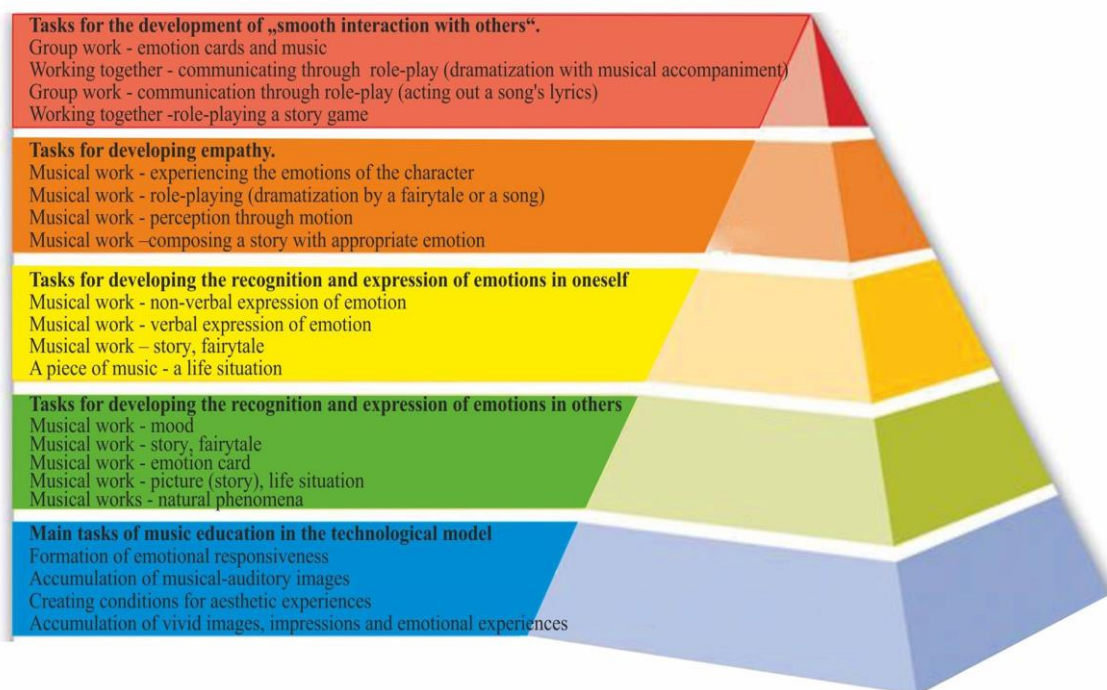 Tasks for the development of „smooth interaction with others“.
Group work - emotion cards and music
Working together - communicating through role-play (dramatization with musical accompaniment)
Group work - communication through role-play (acting out a song's lyrics)
Working together -role-playing a story game
Tasks for developing empathy.
Musical work - experiencing the emotions of the character
Musical work - role-playing (dramatization by a fairytale or a song)
Musical work - perception through motion
Musical work –composing a story with appropriate emotion
Tasks for developing the recognition and expression of emotions in oneself
Musical work - non-verbal expression of emotion
Musical work - verbal expression of emotion
Musical work – story, fairytale
A piece of music - a life situation
Tasks for developing the recognition and expression of emotions in others
Musical work - mood
Musical work - story, fairytale
Musical work - emotion card
Musical work - picture (story), life situation
Musical works - natural phenomena
Main tasks of music education in the technological model
Formation of emotional responsiveness
Accumulation of musical-auditory images
Creating conditions for aesthetic experiences
Accumulation of vivid images, impressions and emotional experiences